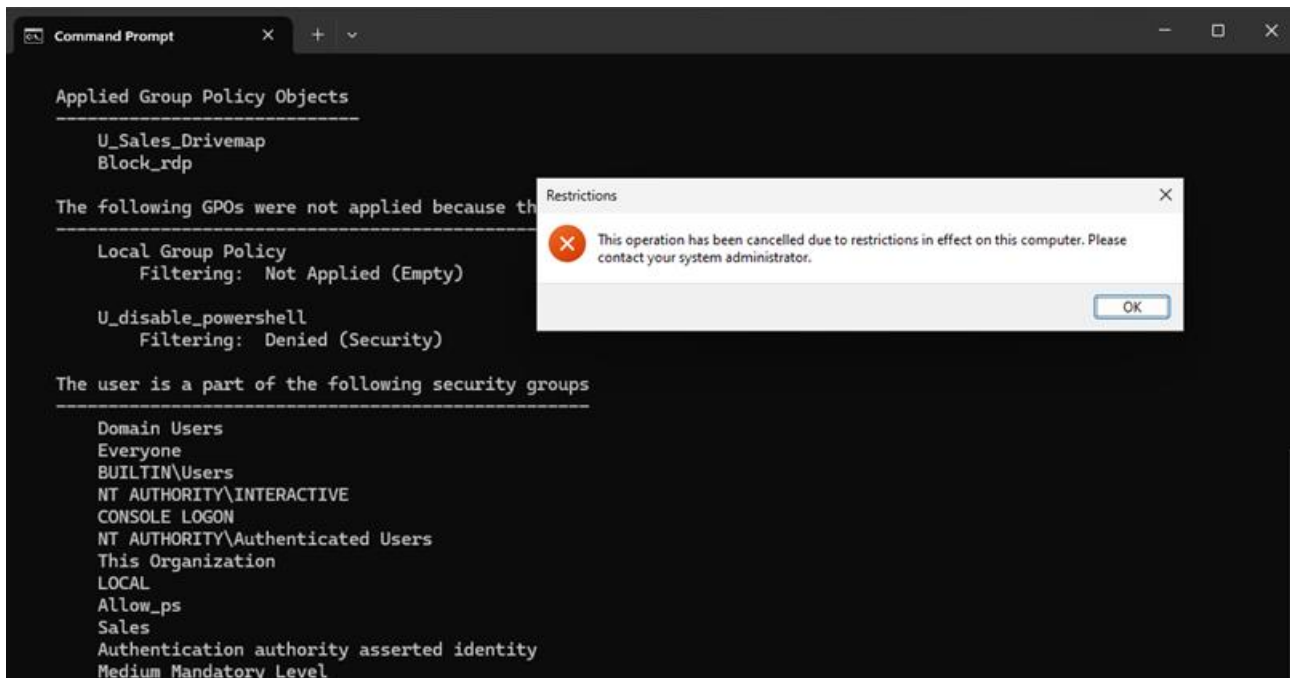 Command Prompt
Applied Group Policy Objects
U_Sales_Drivemap
Block_rdp
The following GPOs were not applied because th
Local Group Policy
Filtering: Not Applied (Empty)
U_disable_powershell
Filtering: Denied (Security)
Restrictions
This operation has been cancelled due to restrictions in effect on this computer. Please
contact your system administrator.
OK
The user is a part of the following security groups
Domain Users
Everyone
BUILTIN\Users
NT AUTHORITY\INTERACTIVE
CONSOLE LOGON
NT AUTHORITY\Authenticated Users
This Organization
LOCAL
Allow_ps
Sales
Authentication authority asserted identity
Medium Mandatory Level